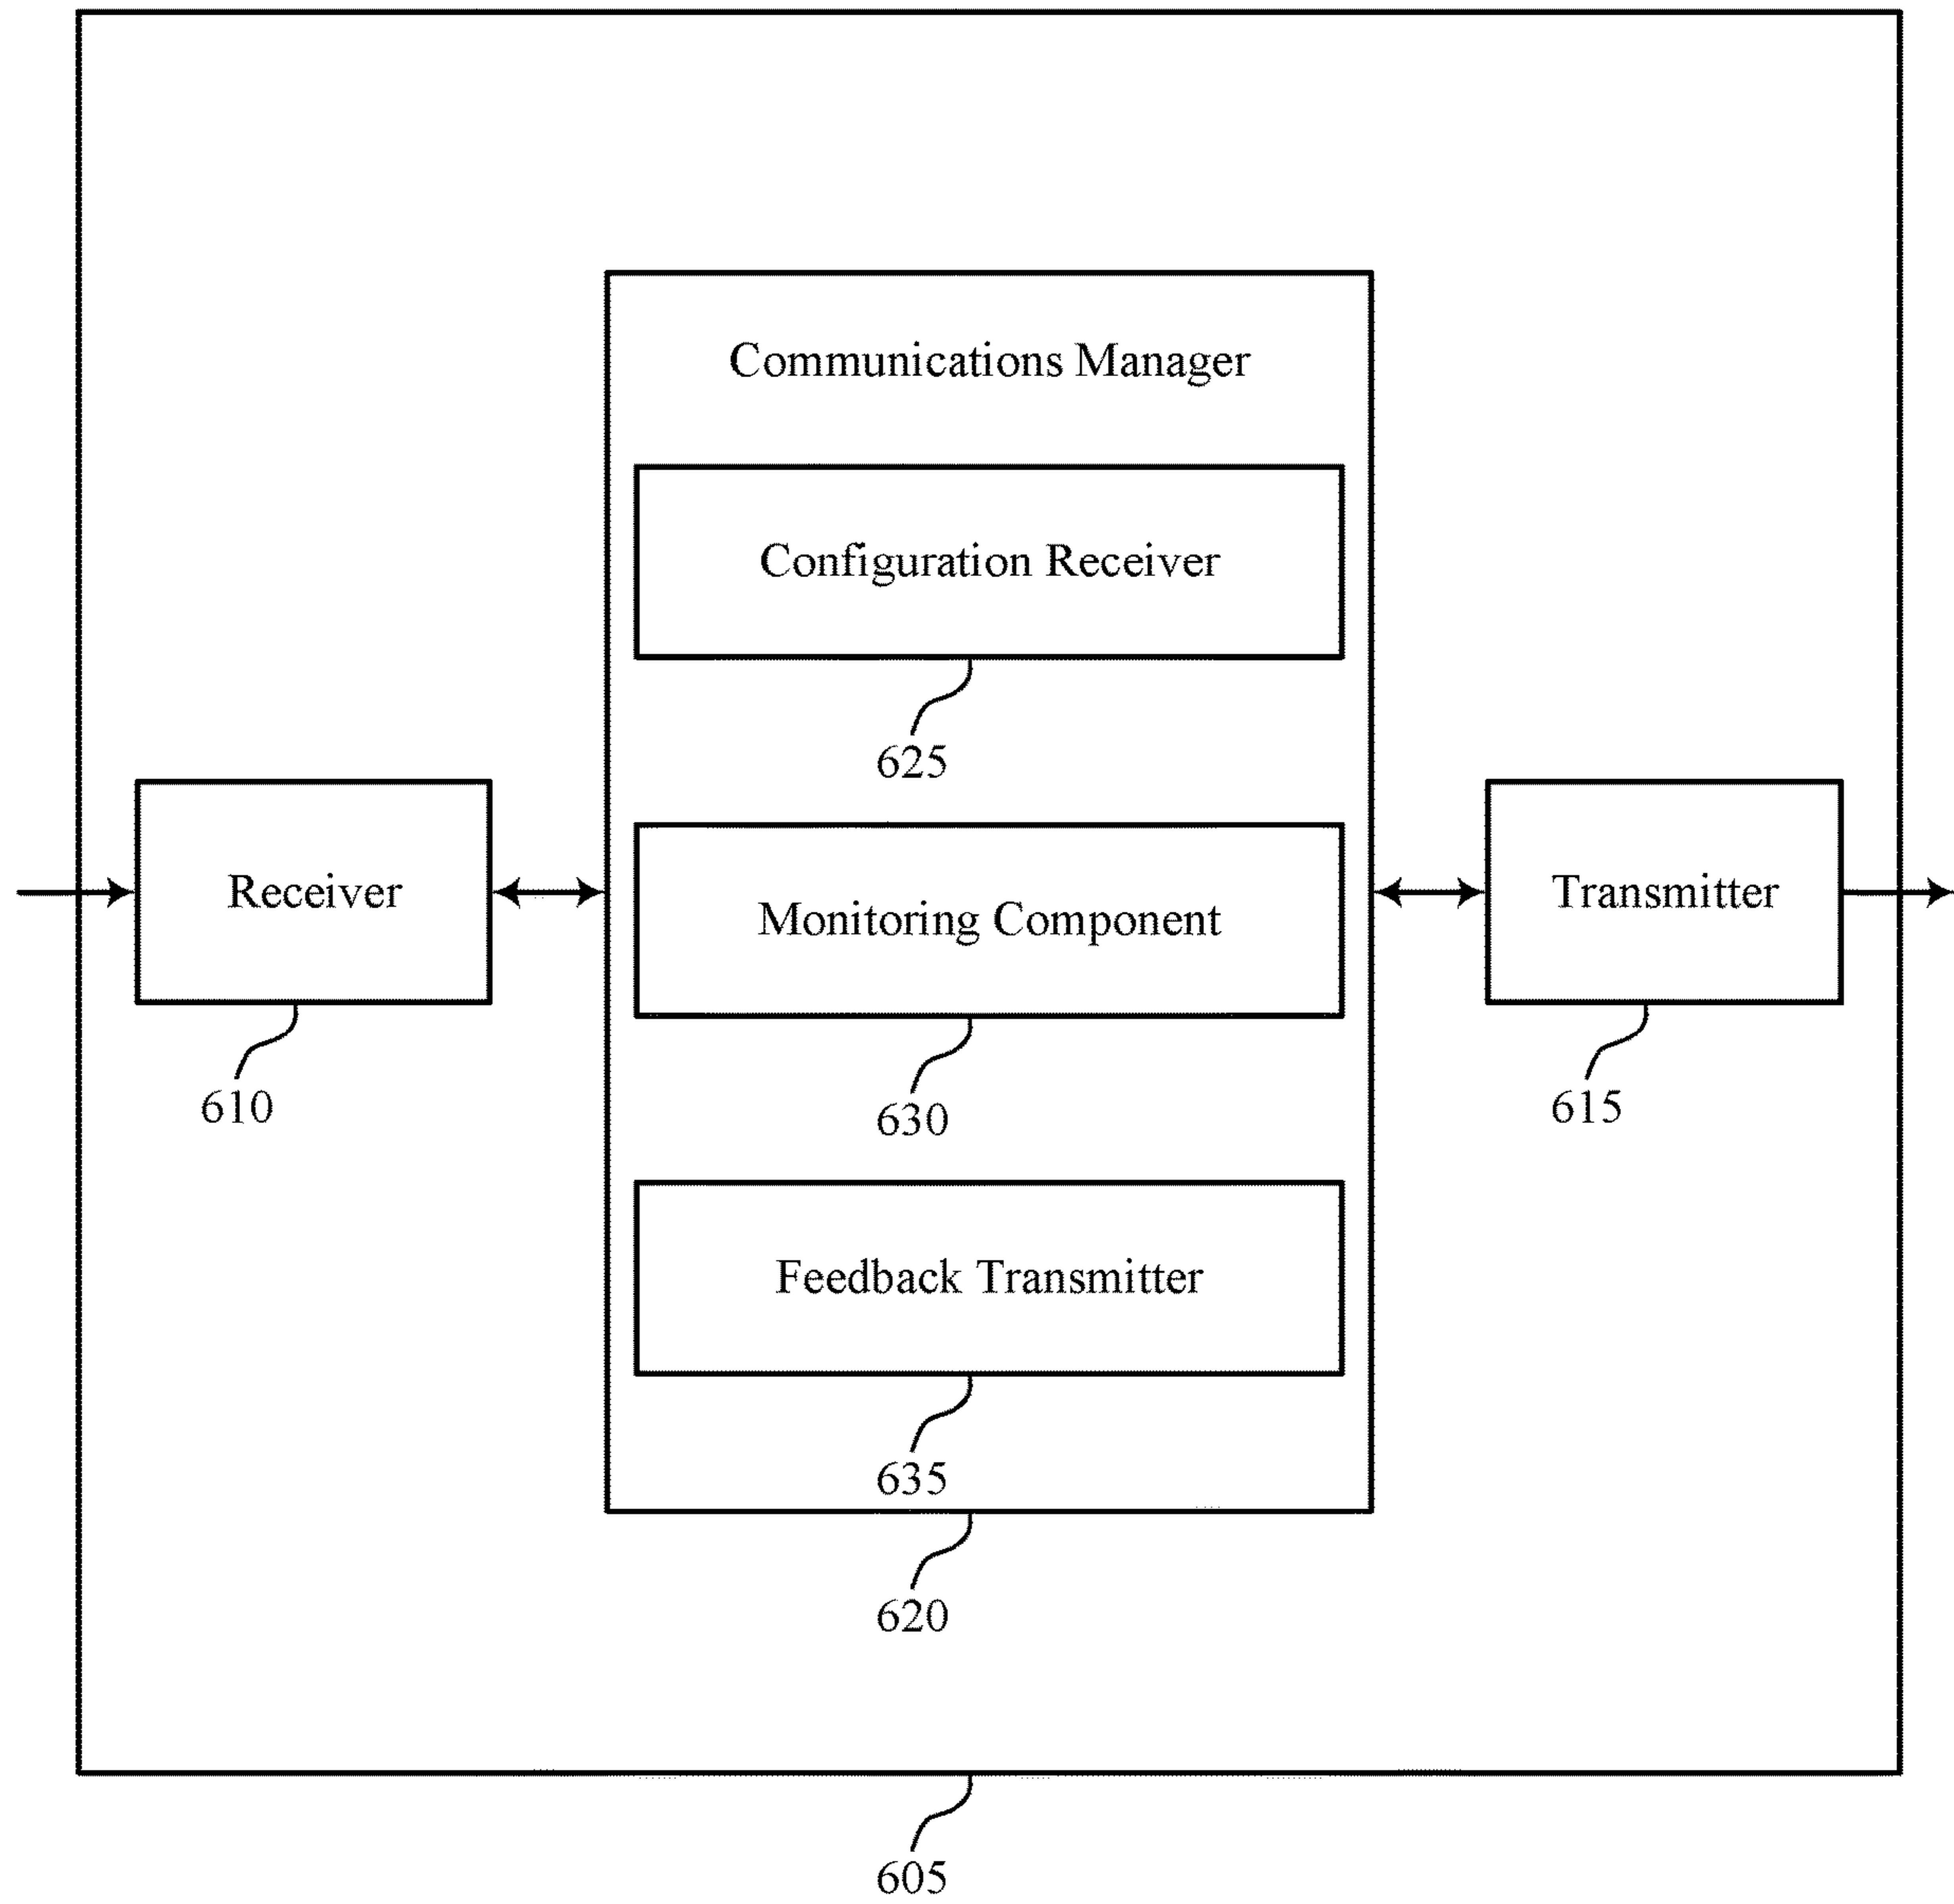 Communications Manager
Configuration Receiver
625
Receiver
610
Monitoring Component
630
Transmitter
615
Feedback Transmitter
635
620
605